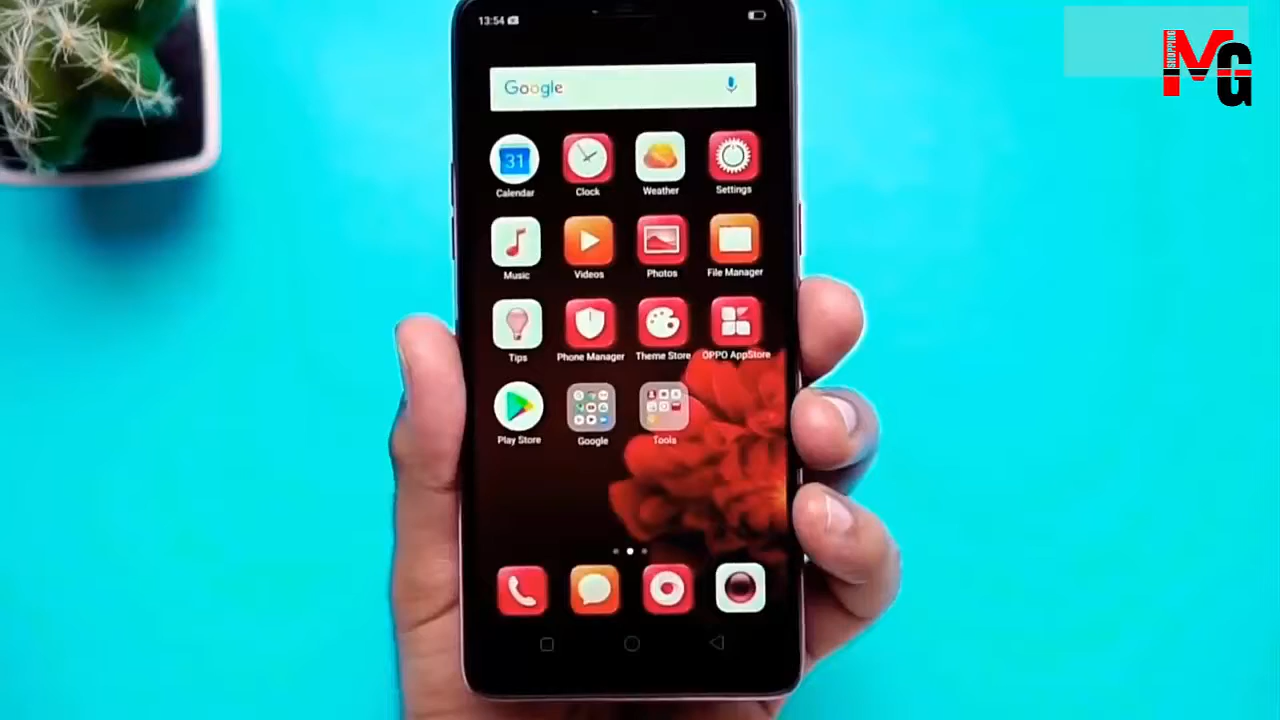 13:54
SHOPPING
MG
Google
31
Calendar Clock Weather Settings
Music Videos Photos File Manager
Tips Phone Manager Theme Store OPPO AppStore
Play Store Google Tools